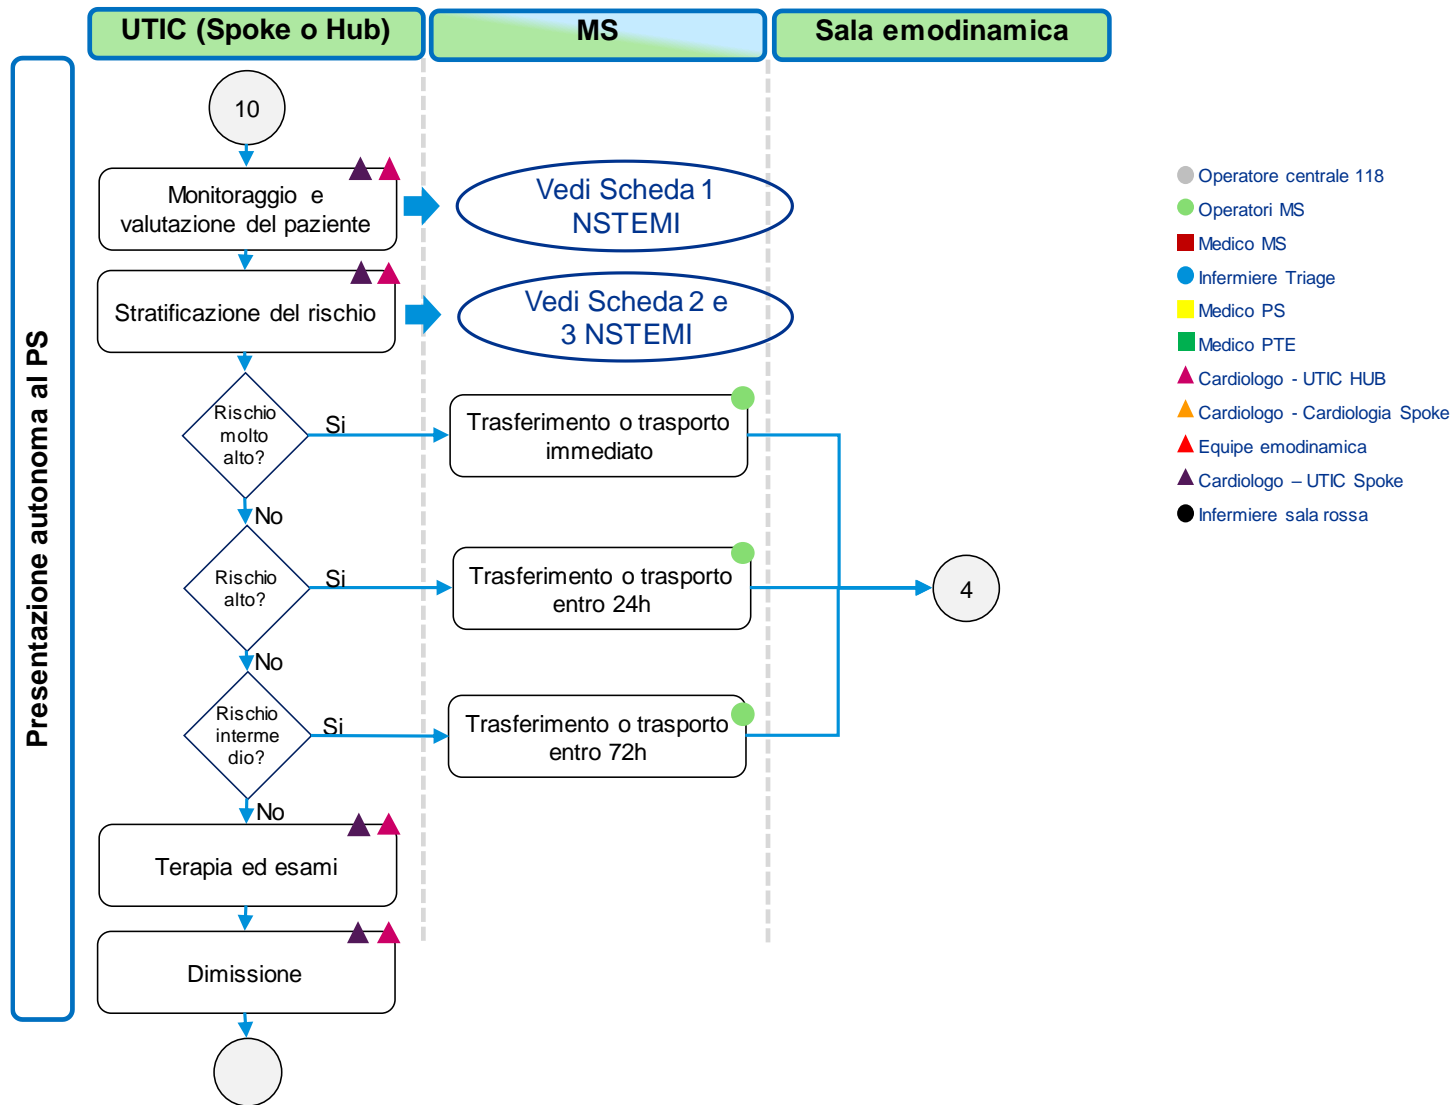 UTIC (Spoke o Hub)
MS
Sala emodinamica
Presentazione autonoma al PS
10
Monitoraggio e
valutazione del paziente
Vedi Scheda 1
NSTEMI
Stratificazione del rischio
Vedi Scheda 2 e
3 NSTEMI
Rischio
molto
alto?
Si
Trasferimento o trasporto
immediato
No
Rischio
alto?
Si
Trasferimento o trasporto
entro 24h
4
No
Rischio
interme
dio?
Si
Trasferimento o trasporto
entro 72h
No
Terapia ed esami
Dimissione
Operatore centrale 118
Operatori MS
Medico MS
Infermiere Triage
Medico PS
Medico PTE
Cardiologo - UTIC HUB
Cardiologo - Cardiologia Spoke
Equipe emodinamica
Cardiologo – UTIC Spoke
Infermiere sala rossa